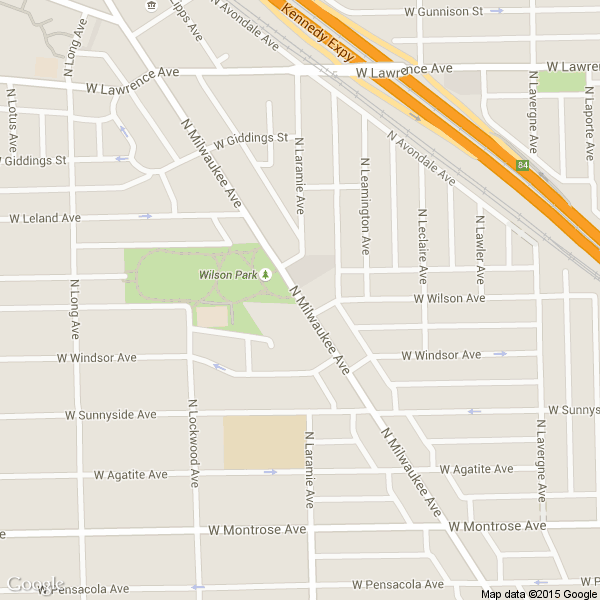 W Gunnison St
N Long Ave
Lipps Ave
N Avondale Ave
Kennedy Expy
W Lawrence Ave
W Lawren
W Lawrence Ave
N Lavergne Ave
N Laporte Ave
N Lotus Ave
W Giddings St
N Milwaukee Ave
W Giddings St
N Laramie Ave
N Leamington Ave
N Avondale Ave
84
W Leland Ave
N Leclaire Ave
N Lawler Ave
Wilson Park
N Long Ave
N Milwaukee Ave
W Wilson Ave
W Windsor Ave
W Windsor Ave
W Sunnyside Ave
W Sunnys
N Lockwood Ave
N Laramie Ave
N Milwaukee Ave
N Lavergne Ave
W Agatite Ave
W Agatite Ave
W Montrose Ave
W Montrose Ave
Google
W Pensacola Ave
W Pensacola Ave
Map data ©2015 Google